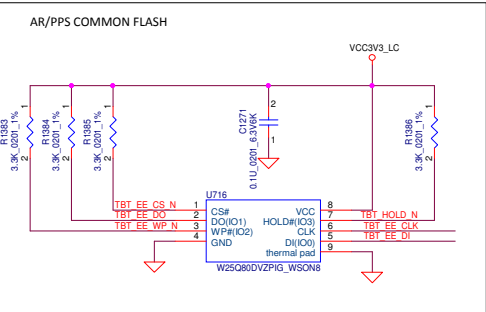 AR/PPS COMMON FLASH
VCC3V3_LC
1
R1383
3.3K_0201_1%
2
1
R1384
3.3K_0201_1%
2
1
R1385
3.3K_0201_1%
2
2
C1271
0.1U_0201_6.3V6K
1
1
R1386
3.3K_0201_1%
2
U716
TBT_EE_CS_N 1 CS# VCC 8
TBT_EE_DO 2 DO(IO1) HOLD#(IO3) 7 TBT_HOLD_N
TBT_EE_WP_N 3 WP#(IO2) CLK 6 TBT_EE_CLK
4 GND DI(IO0) 5 TBT_EE_DI
thermal pad 9
W25Q80DVZPIG_WSON8